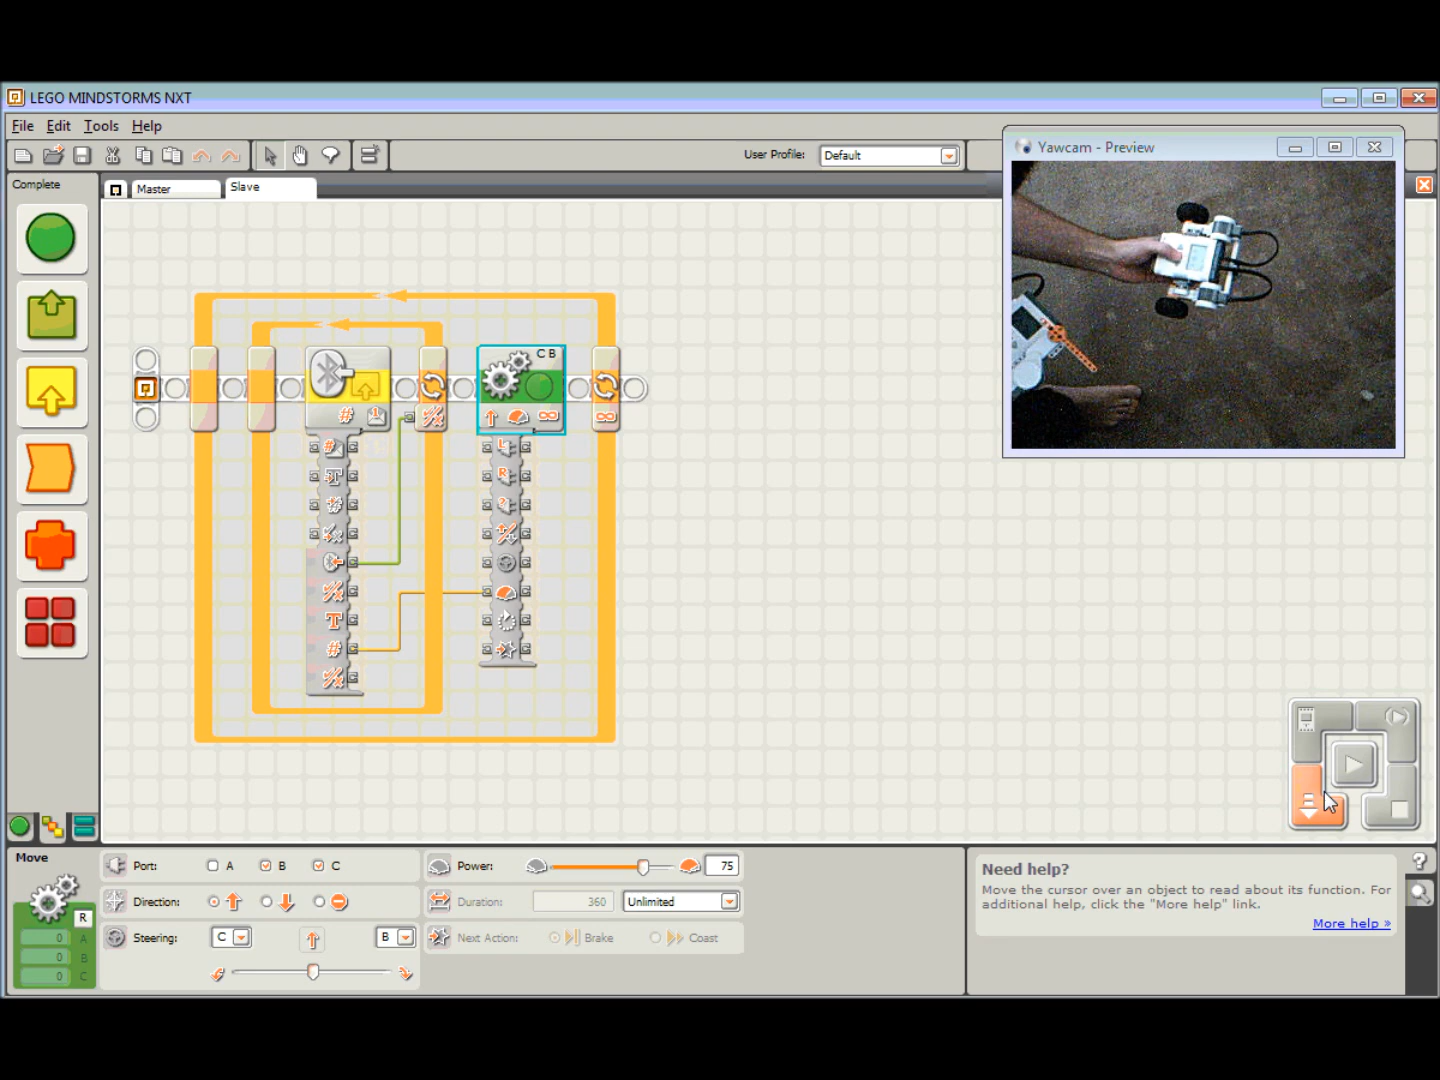 LEGO MINDSTORMS NXT
File Edit Tools Help
Yawcam - Preview
User Profile: Default
Complete
Master
Slave
C B
#
1
#
T
#
L
R
?
T
#
Move
R
0 A
0 B
0 C
Port: A B C
Direction:
Steering: C B
Power: 75
Duration: 360 Unlimited
Next Action: Brake Coast
Need help?
Move the cursor over an object to read about its function. For
additional help, click the "More help" link.
More help »
?